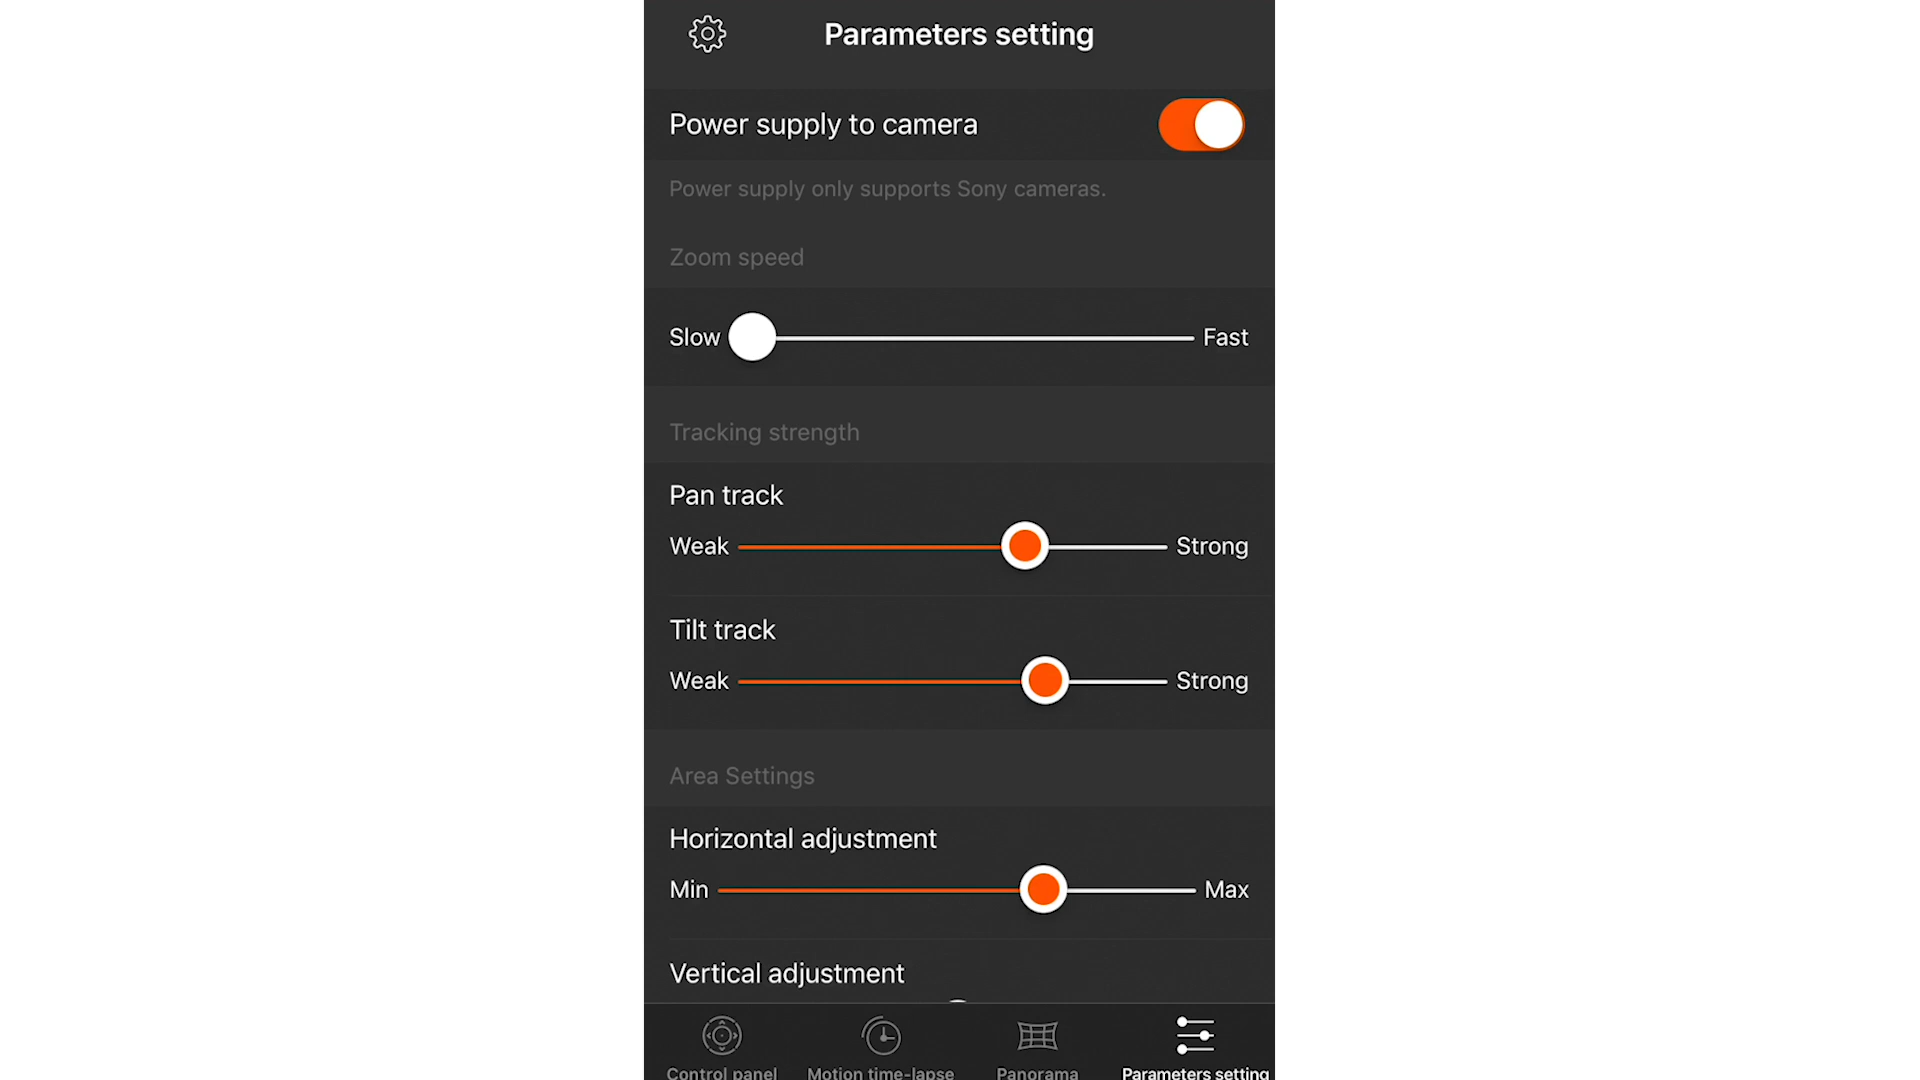 Parameters setting
Power supply to camera
Power supply only supports Sony cameras.
Zoom speed
Slow Fast
Tracking strength
Pan track
Weak Strong
Tilt track
Weak Strong
Area Settings
Horizontal adjustment
Min Max
Vertical adjustment
Control panel Motion time-lapse Panorama Parameters setting